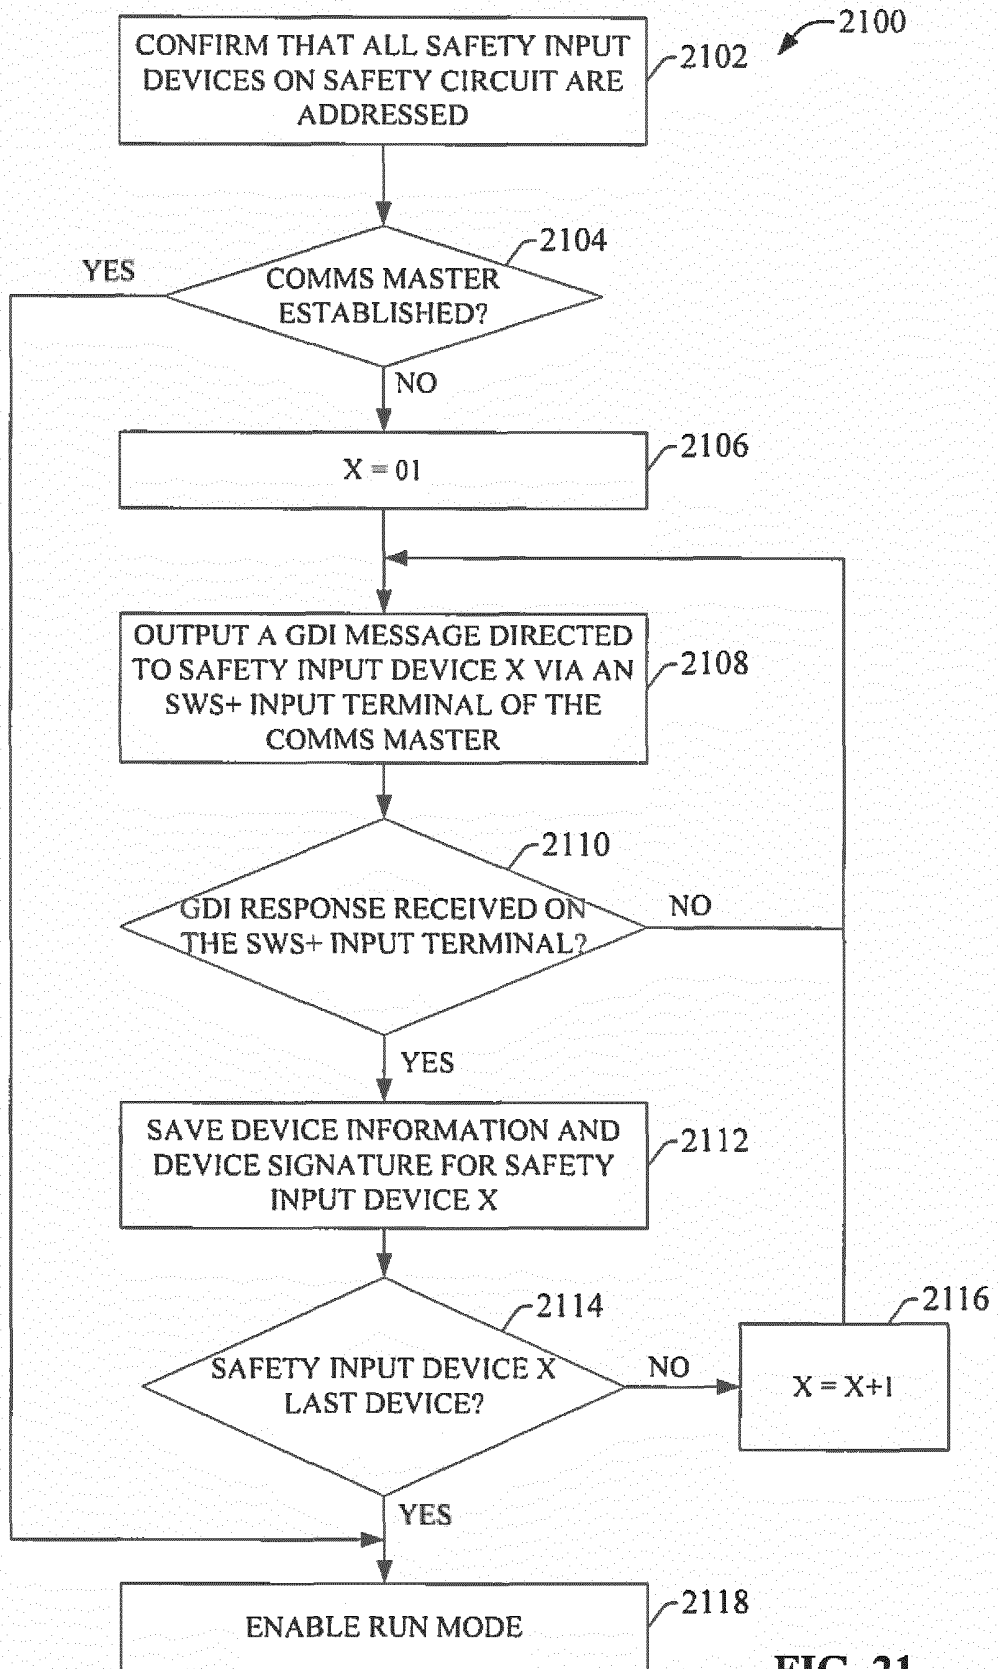 2100
CONFIRM THAT ALL SAFETY INPUT
DEVICES ON SAFETY CIRCUIT ARE
ADDRESSED
2102
2104
YES
COMMS MASTER
ESTABLISHED?
NO
2106
X = 01
OUTPUT A GDI MESSAGE DIRECTED
TO SAFETY INPUT DEVICE X VIA AN
SWS+ INPUT TERMINAL OF THE
COMMS MASTER
2108
2110
GDI RESPONSE RECEIVED ON
THE SWS+ INPUT TERMINAL?
NO
YES
SAVE DEVICE INFORMATION AND
DEVICE SIGNATURE FOR SAFETY
INPUT DEVICE X
2112
2114
SAFETY INPUT DEVICE X
LAST DEVICE?
NO
2116
X = X+1
YES
ENABLE RUN MODE
2118
FIG. 21